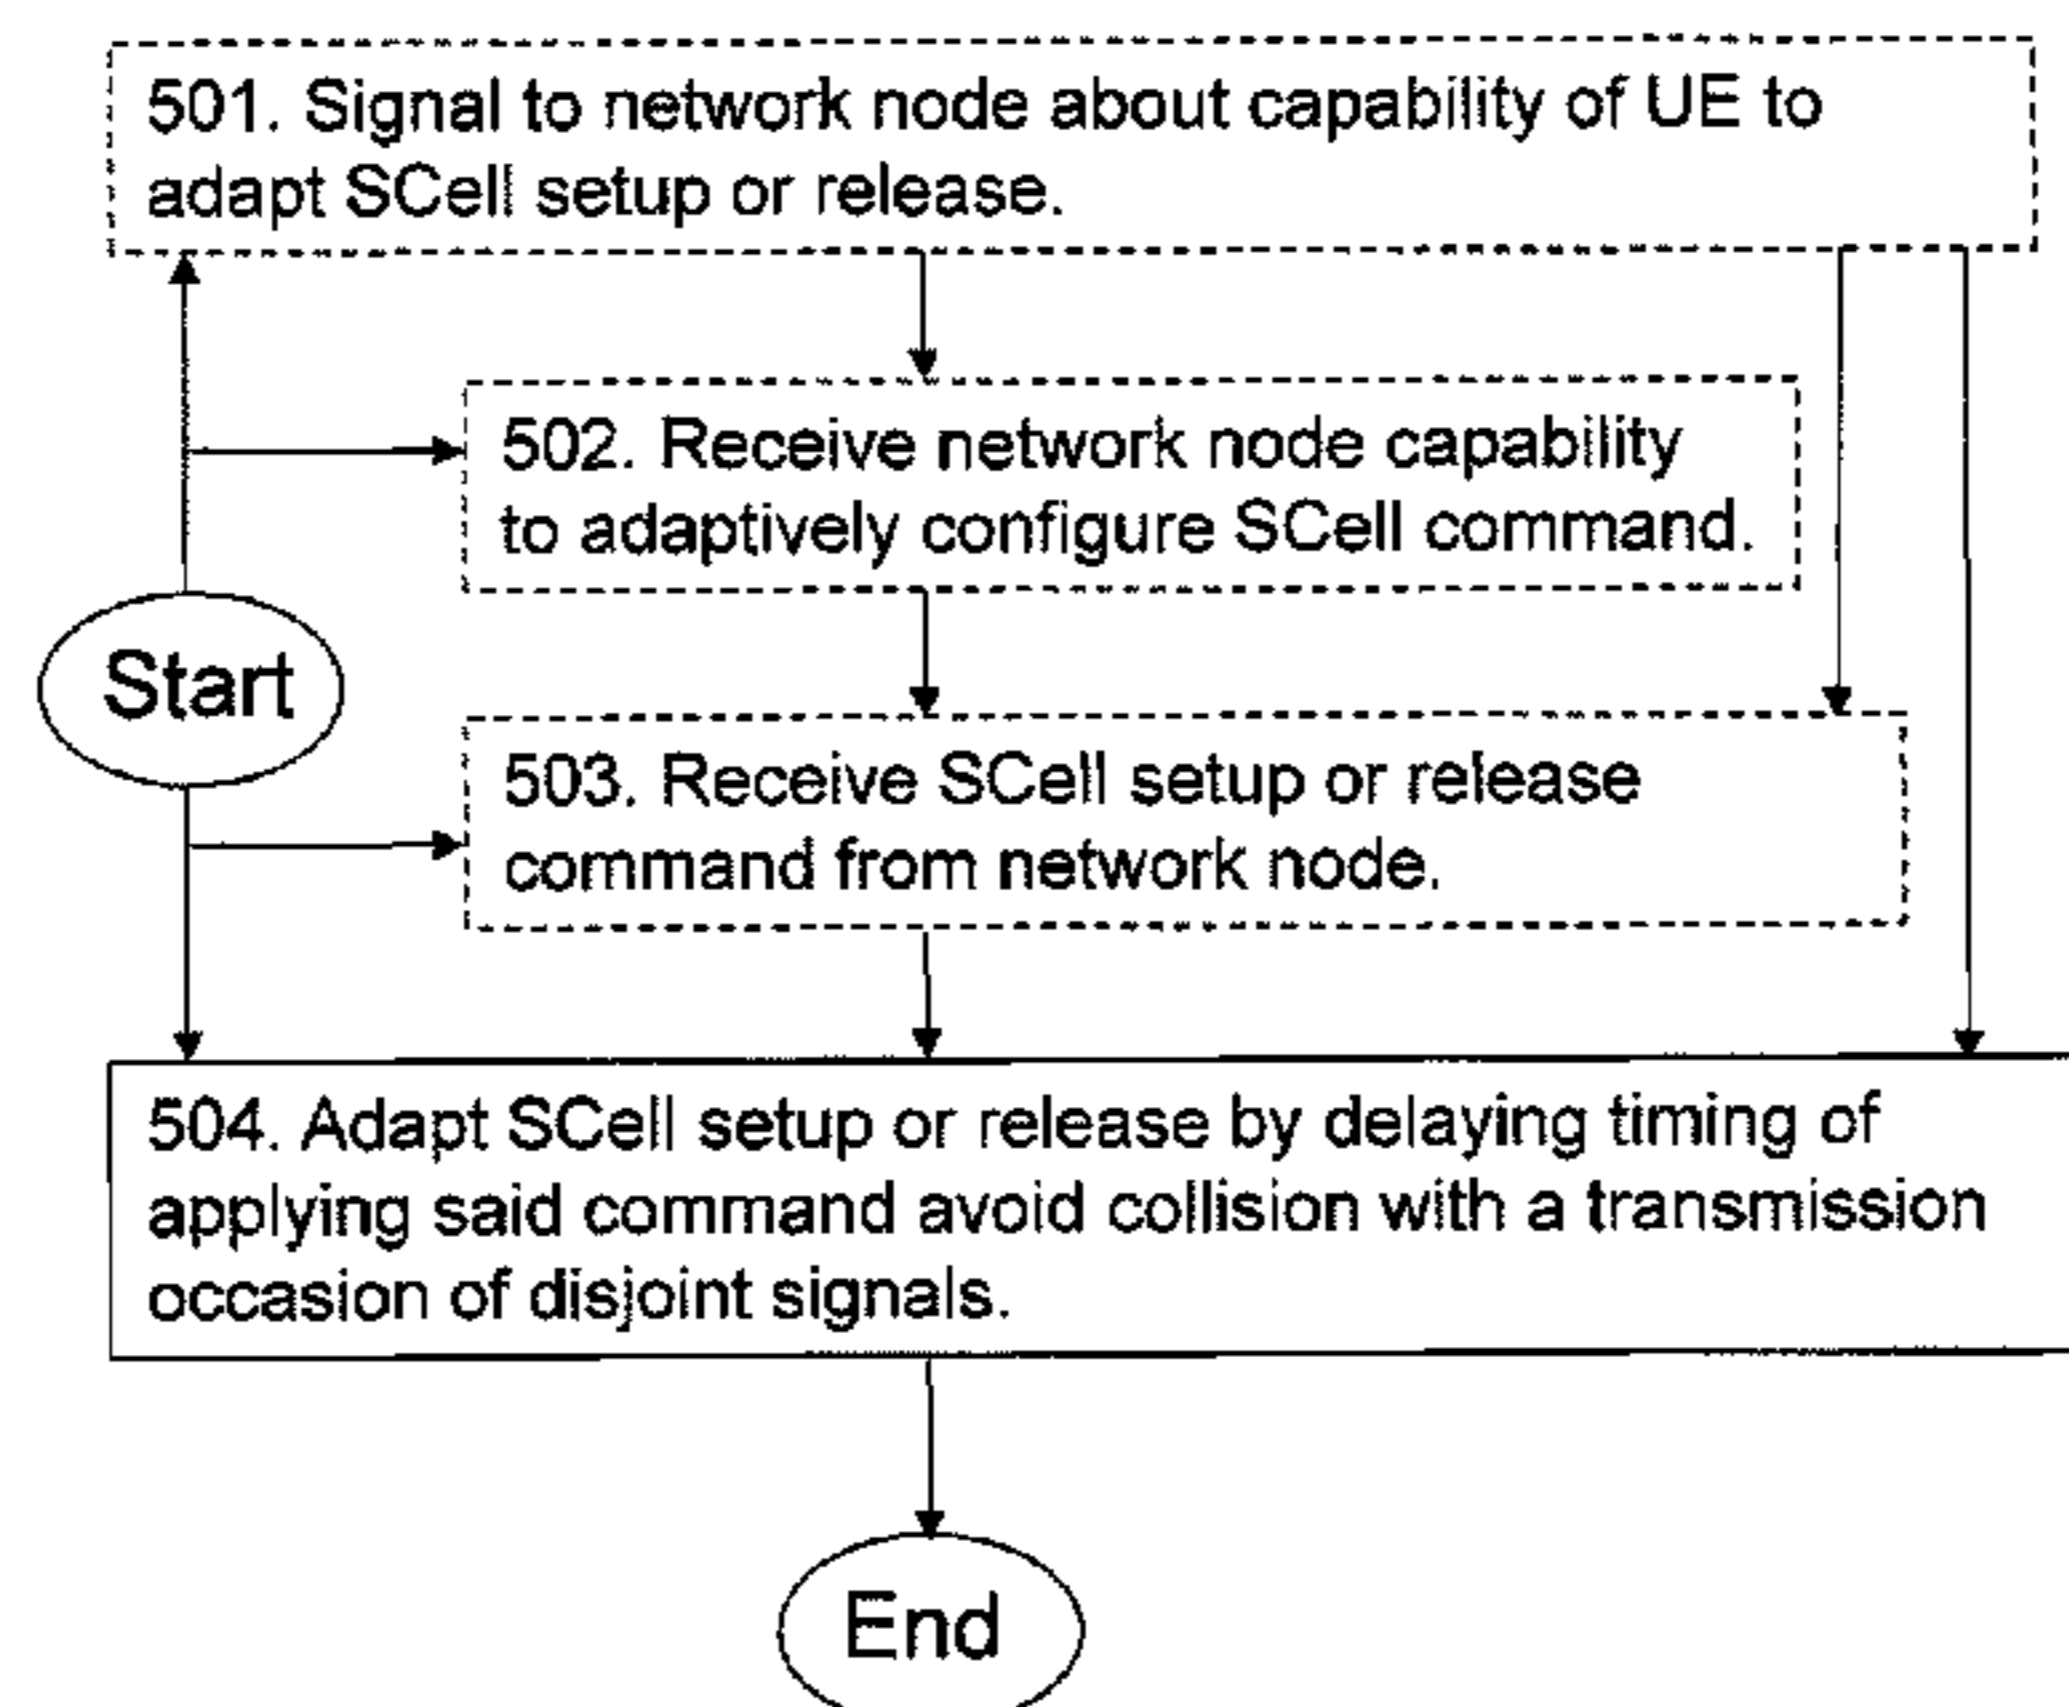 501. Signal to network node about capability of UE to
adapt SCell setup or release.
502. Receive network node capability
to adaptively configure SCell command.
Start
503. Receive SCell setup or release
command from network node.
504. Adapt SCell setup or release by delaying timing of
applying said command avoid collision with a transmission
occasion of disjoint signals.
End